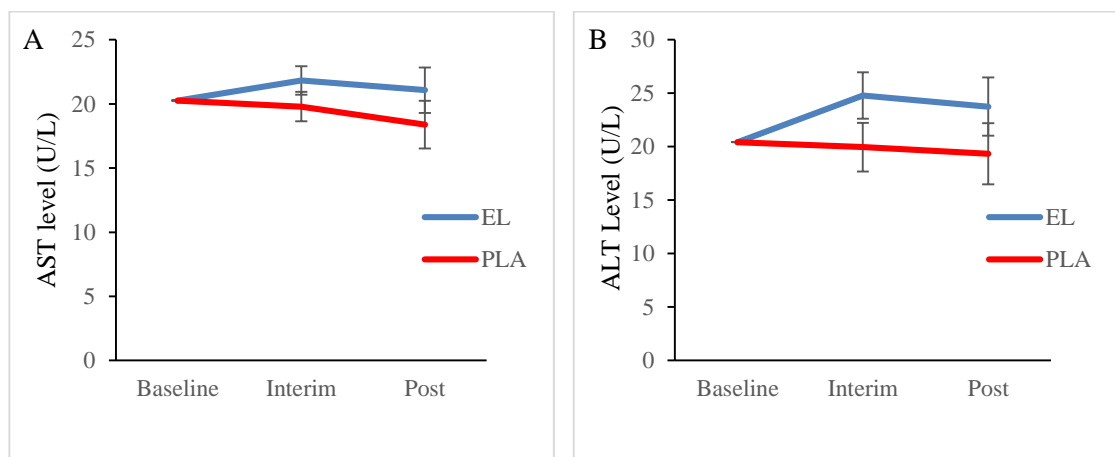 A
AST level (U/L)
25
20
15
10
5
0
Baseline Interim Post
EL
PLA
B
ALT Level (U/L)
30
25
20
15
10
5
0
Baseline Interim Post
EL
PLA